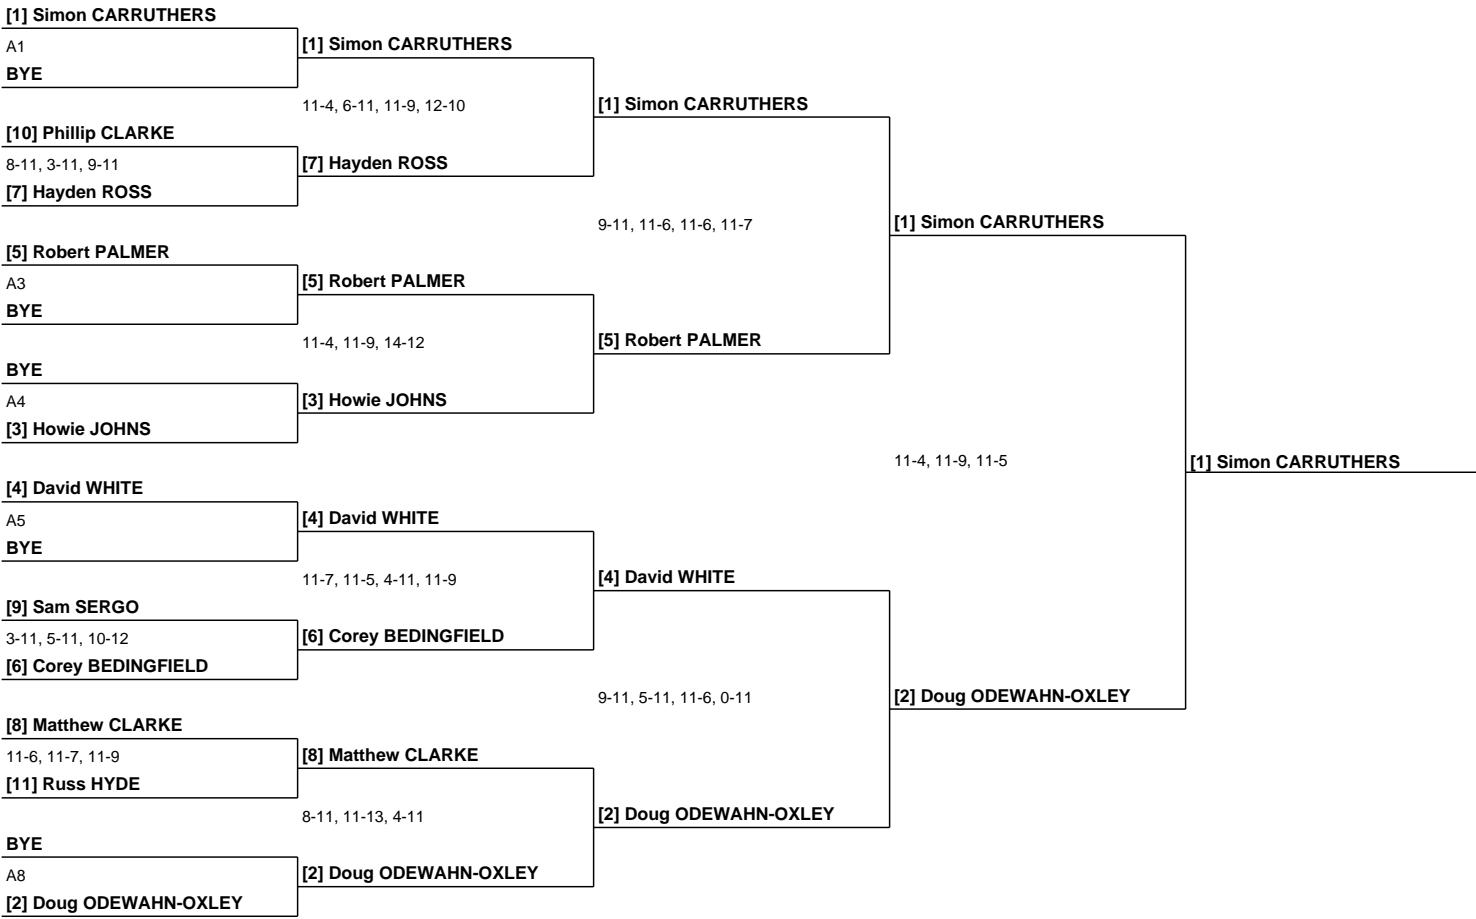 [1] Simon CARRUTHERS
A1
BYE
[10] Phillip CLARKE
8-11, 3-11, 9-11
[7] Hayden ROSS
[5] Robert PALMER
A3
BYE
BYE
A4
[3] Howie JOHNS
[4] David WHITE
A5
BYE
[9] Sam SERGO
3-11, 5-11, 10-12
[6] Corey BEDINGFIELD
[8] Matthew CLARKE
11-6, 11-7, 11-9
[11] Russ HYDE
BYE
A8
[2] Doug ODEWAHN-OXLEY
[1] Simon CARRUTHERS
11-4, 6-11, 11-9, 12-10
[7] Hayden ROSS
[5] Robert PALMER
11-4, 11-9, 14-12
[3] Howie JOHNS
[4] David WHITE
11-7, 11-5, 4-11, 11-9
[6] Corey BEDINGFIELD
[8] Matthew CLARKE
8-11, 11-13, 4-11
[2] Doug ODEWAHN-OXLEY
[1] Simon CARRUTHERS
9-11, 11-6, 11-6, 11-7
[5] Robert PALMER
[4] David WHITE
9-11, 5-11, 11-6, 0-11
[2] Doug ODEWAHN-OXLEY
[1] Simon CARRUTHERS
11-4, 11-9, 11-5
[2] Doug ODEWAHN-OXLEY
[1] Simon CARRUTHERS